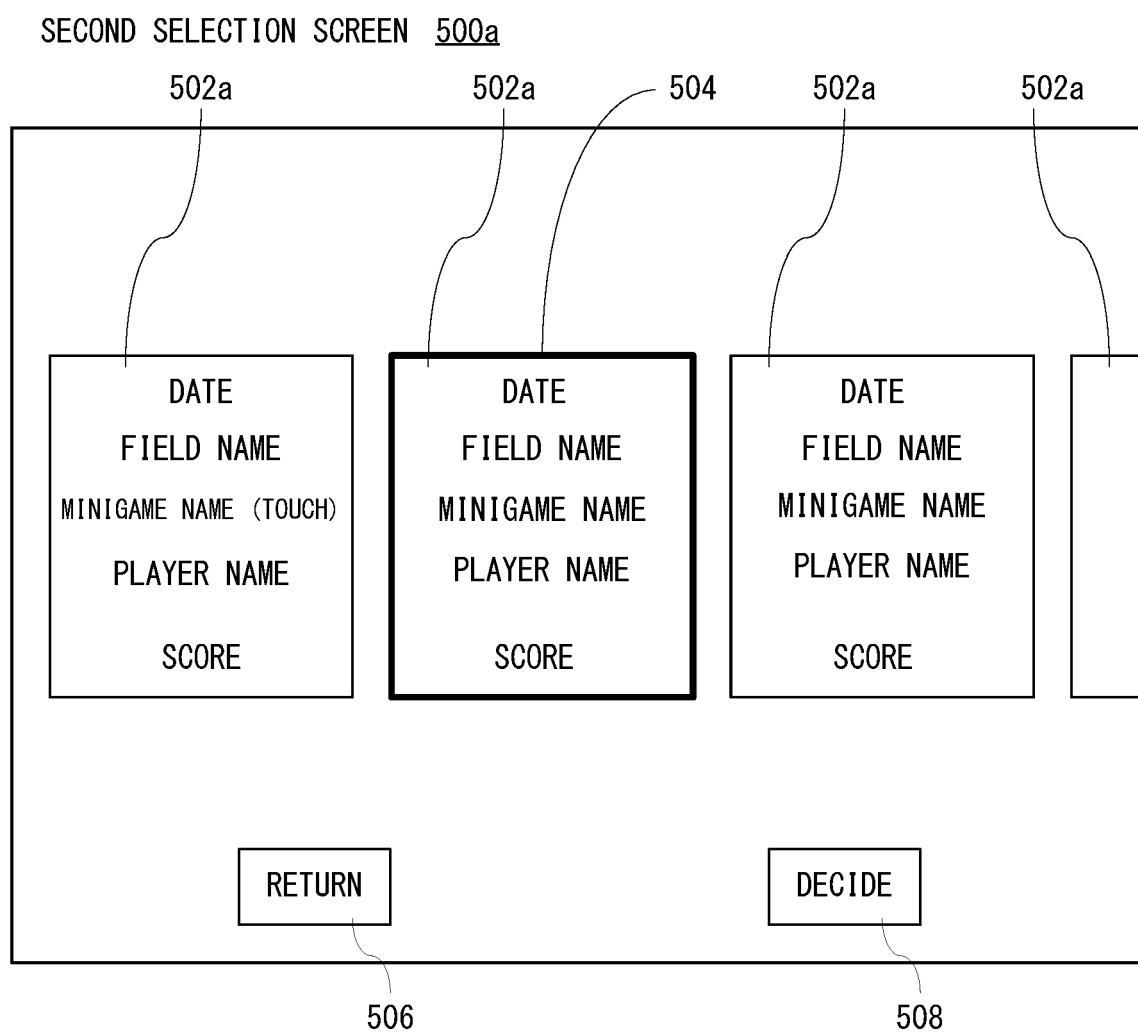 SECOND SELECTION SCREEN 500a
502a 502a 504 502a 502a
DATE
FIELD NAME
MINIGAME NAME (TOUCH)
PLAYER NAME
SCORE
DATE
FIELD NAME
MINIGAME NAME
PLAYER NAME
SCORE
DATE
FIELD NAME
MINIGAME NAME
PLAYER NAME
SCORE
RETURN
DECIDE
506
508